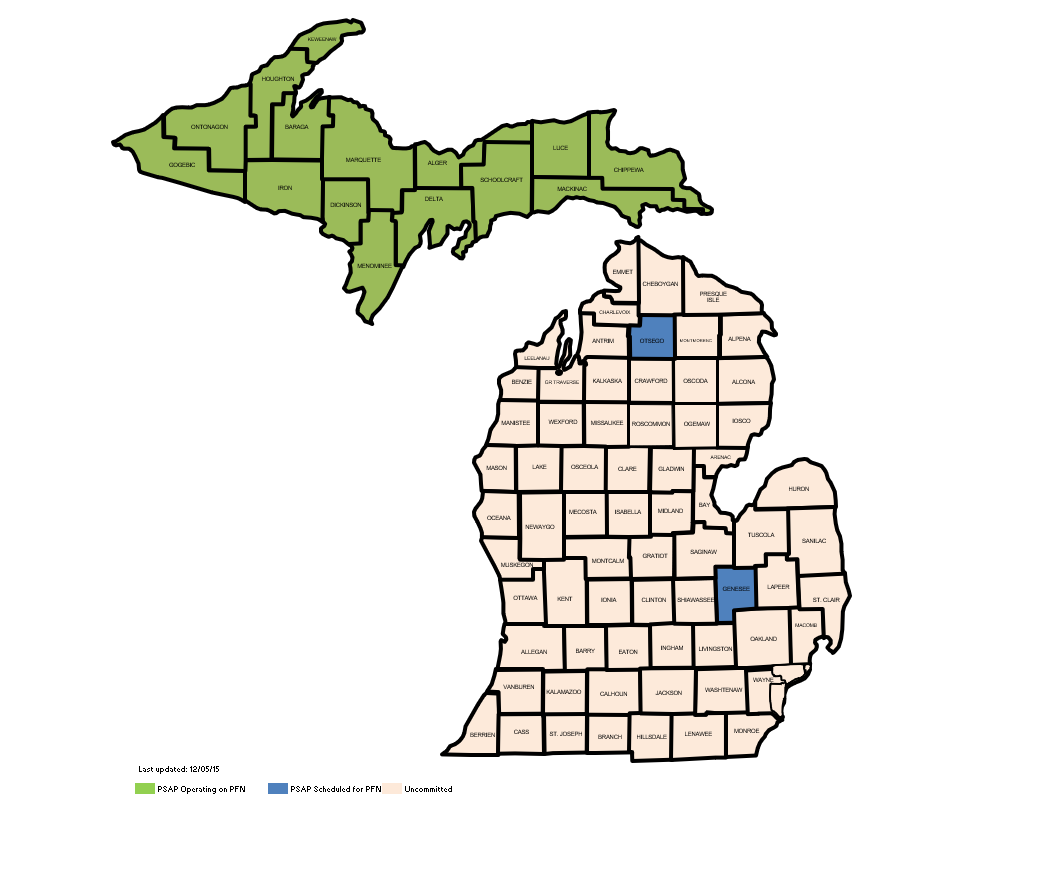 KEWEENAW
HOUGHTON
ONTONAGON
BARAGA
GOGEBIC
MARQUETTE
ALGER
LUCE
CHIPPEWA
SCHOOLCRAFT
IRON
MACKINAC
DICKINSON
DELTA
MENOMINEE
EMMET
CHEBOYGAN
PRESQUE
ISLE
CHARLEVOIX
ANTRIM
OTSEGO
MONTMORENC
ALPENA
LEELANAU
BENZIE
GR TRAVERSE
KALKASKA
CRAWFORD
OSCODA
ALCONA
MANISTEE
WEXFORD
MISSAUKEE
ROSCOMMON
OGEMAW
IOSCO
MASON
LAKE
OSCEOLA
CLARE
GLADWIN
ARENAC
HURON
OCEANA
NEWAYGO
MECOSTA
ISABELLA
MIDLAND
BAY
TUSCOLA
SANILAC
MUSKEGON
MONTCALM
GRATIOT
SAGINAW
OTTAWA
KENT
IONIA
CLINTON
SHIAWASSEE
GENESEE
LAPEER
ST. CLAIR
ALLEGAN
BARRY
EATON
INGHAM
LIVINGSTON
OAKLAND
MACOMB
VANBUREN
KALAMAZOO
CALHOUN
JACKSON
WASHTENAW
WAYNE
BERRIEN
CASS
ST. JOSEPH
BRANCH
HILLSDALE
LENAWEE
MONROE
Last updated: 12/05/15
PSAP Operating on PFN
PSAP Scheduled for PFN
Uncommitted